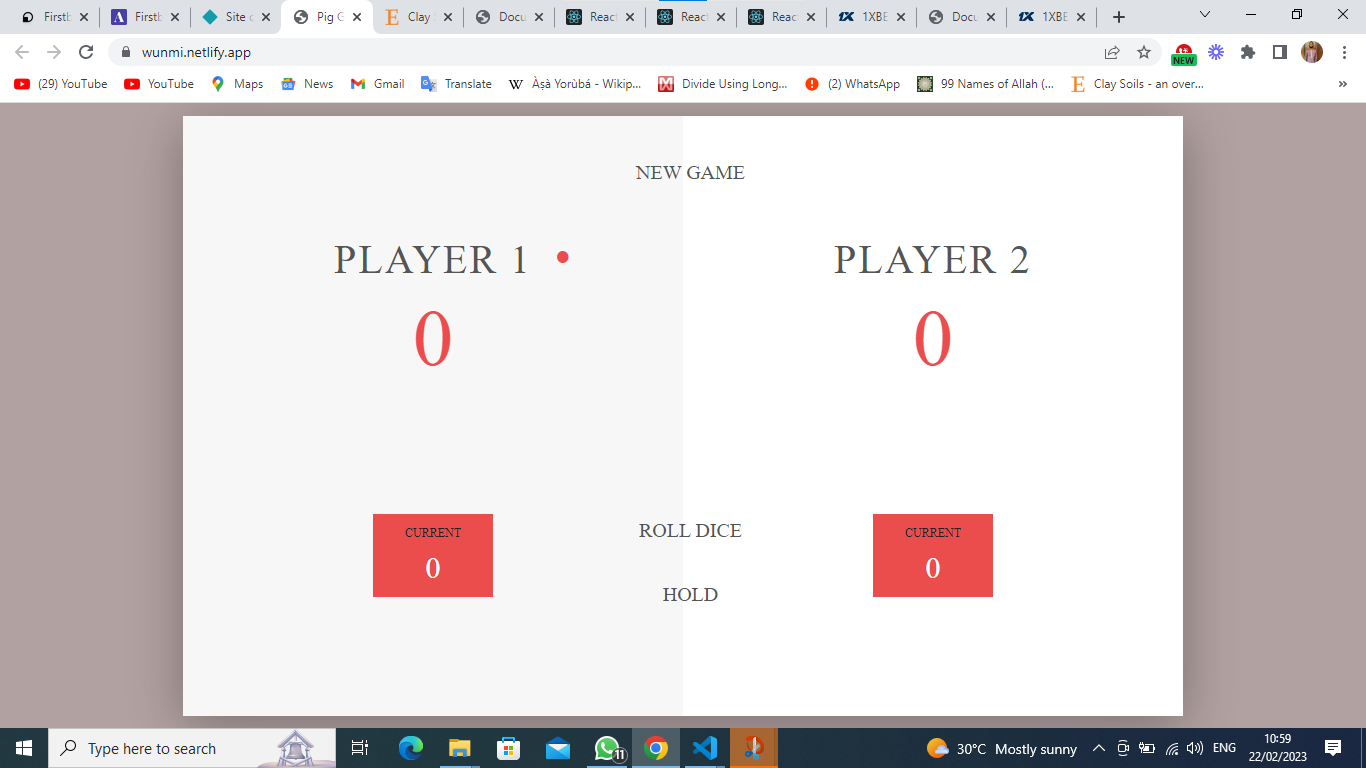 Firstb
Firstb
Site o
Pig G
Clay
Docu
React
React
React
1XBE
Docu
1XBE
wunmi.netlify.app
NEW
(29) YouTube
YouTube
Maps
News
Gmail
Translate
W Àṣà Yorùbá - Wikip...
Divide Using Long...
(2) WhatsApp
99 Names of Allah (...
E Clay Soils - an over...
»
NEW GAME
PLAYER 1
PLAYER 2
0
0
CURRENT
0
ROLL DICE
HOLD
CURRENT
0
Type here to search
11
30°C Mostly sunny
ENG
10:59
22/02/2023